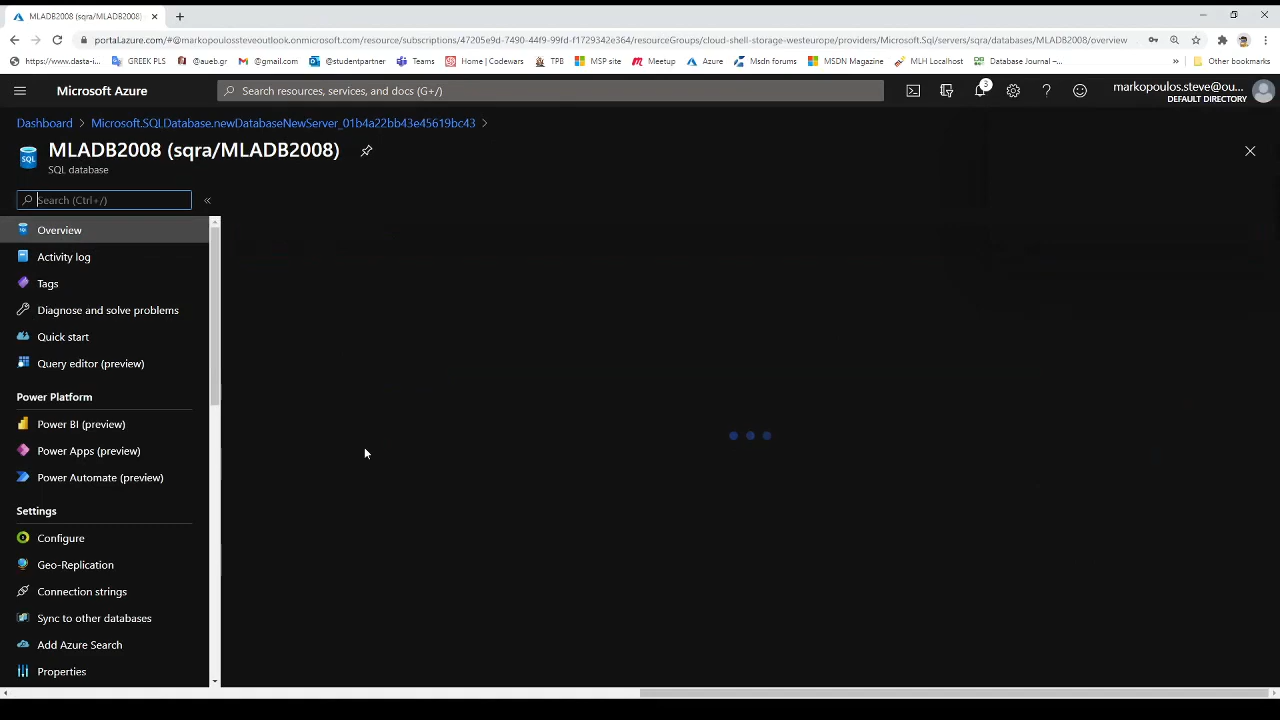 MLADB2008 (sqra/MLADB2008)
portal.azure.com/#@markopoulossteveoutlook.onmicrosoft.com/resource/subscriptions/47205e9d-7490-44f9-99fd-f1729342e364/resourceGroups/cloud-shell-storage-westeurope/providers/Microsoft.Sql/servers/sqra/databases/MLADB2008/overview
https://www.dasta-i... GREEK PLS @aueb.gr @gmail.com @studentpartner Teams Home | Codewars TPB MSP site Meetup Azure Msdn forums MSDN Magazine MLH Localhost Database Journal –... » Other bookmarks
Microsoft Azure Search resources, services, and docs (G+/) 3 markopoulos.steve@ou...
DEFAULT DIRECTORY
Dashboard > Microsoft.SQLDatabase.newDatabaseNewServer_01b4a22bb43e45619bc43 >
MLADB2008 (sqra/MLADB2008)
SQL database
Search (Ctrl+/) «
Overview
Activity log
Tags
Diagnose and solve problems
Quick start
Query editor (preview)
Power Platform
Power BI (preview)
Power Apps (preview)
Power Automate (preview)
Settings
Configure
Geo-Replication
Connection strings
Sync to other databases
Add Azure Search
Properties